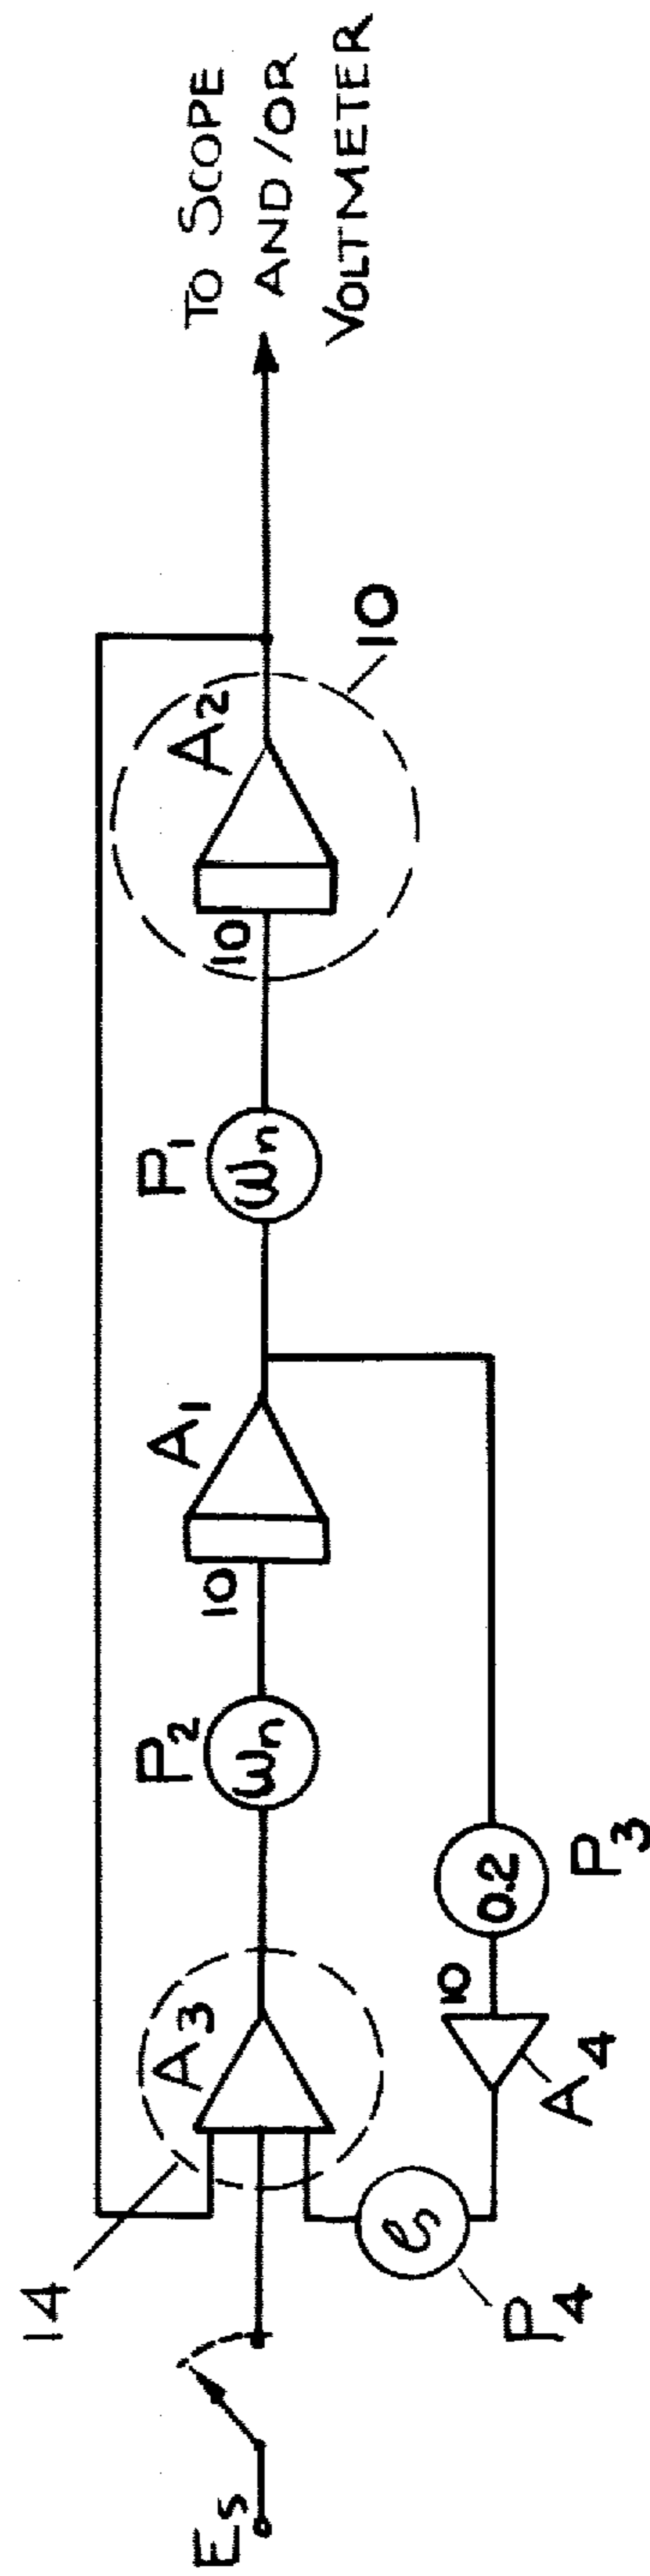 TO SCOPE
AND/OR
VOLTMETER
14
A3
P2
ωn
10
A1
P1
ωn
10
A2
10
Es
P4
ζ
A4
10
0.2
P3